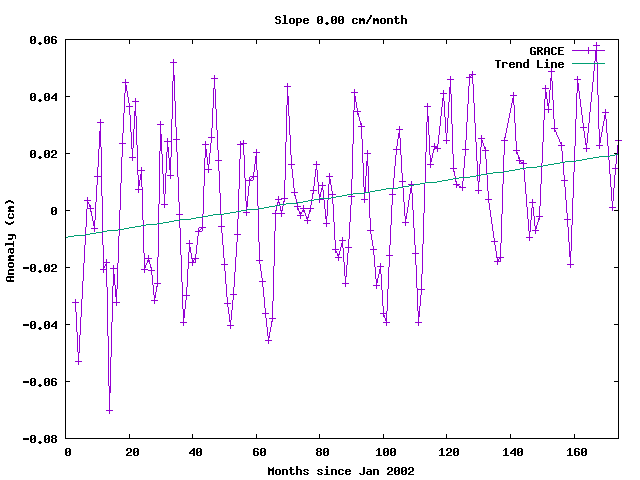 Slope 0.00 cm/month
0.06
GRACE
Trend Line
0.04
0.02
0
-0.02
-0.04
-0.06
-0.08
Anomaly (cm)
0 20 40 60 80 100 120 140 160
Months since Jan 2002